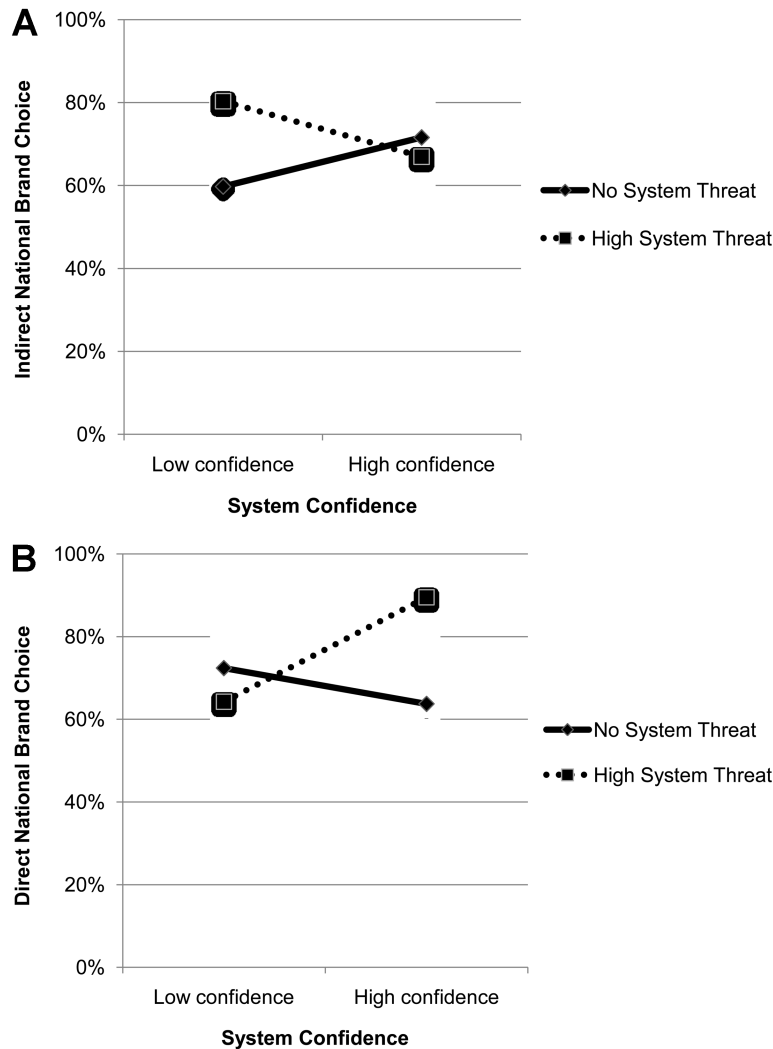 A
100%
80%
60%
40%
20%
0%
Indirect National Brand Choice
Low confidence
High confidence
System Confidence
No System Threat
High System Threat
B
100%
80%
60%
40%
20%
0%
Direct National Brand Choice
Low confidence
High confidence
System Confidence
No System Threat
High System Threat